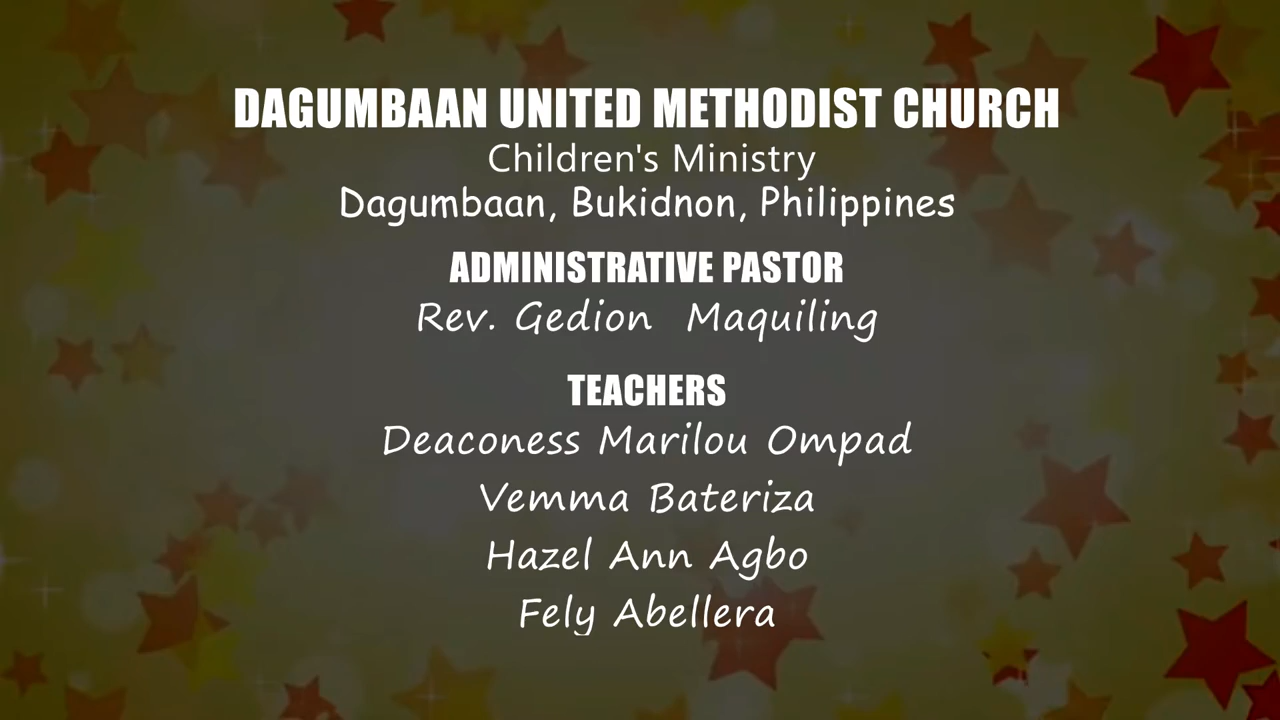 DAGUMBAAN UNITED METHODIST CHURCH
Children's Ministry
Dagumbaan, Bukidnon, Philippines
ADMINISTRATIVE PASTOR
Rev. Gedion Maquiling
TEACHERS
Deaconess Marilou Ompad
Vemma Bateriza
Hazel Ann Agbo
Fely Abellera